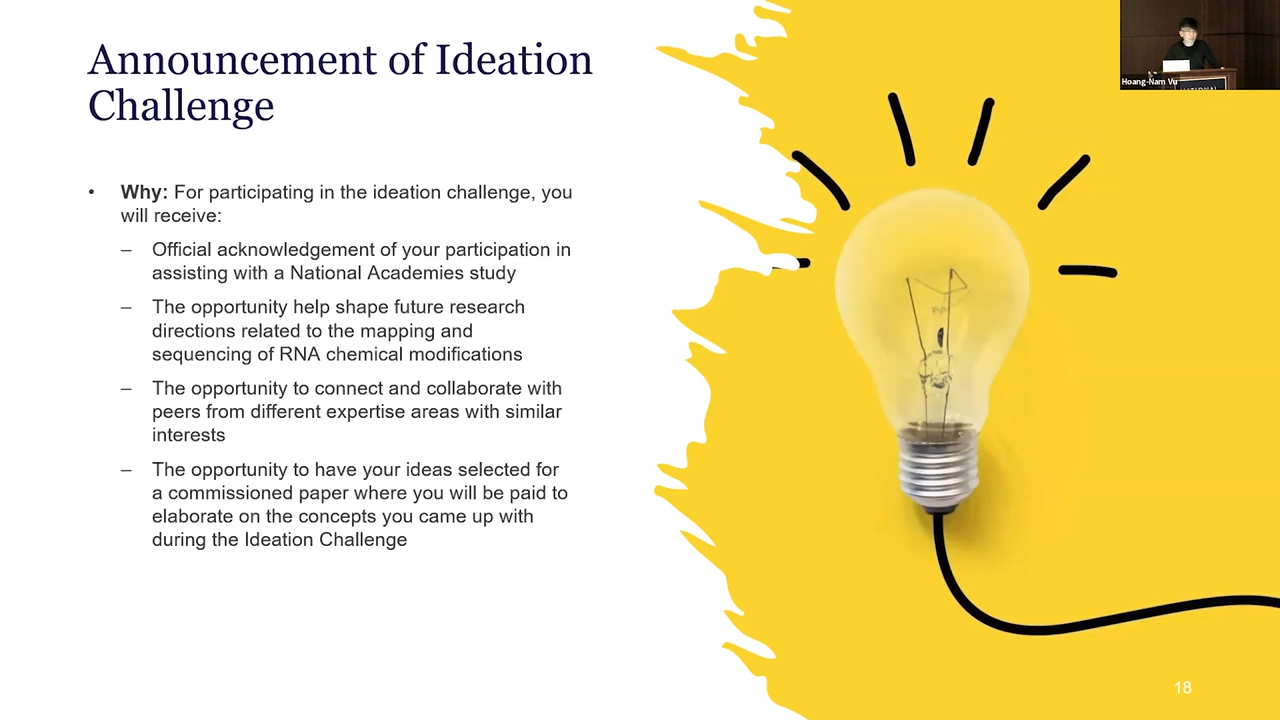 Announcement of Ideation
Challenge
• Why: For participating in the ideation challenge, you
will receive:
– Official acknowledgement of your participation in
assisting with a National Academies study
– The opportunity help shape future research
directions related to the mapping and
sequencing of RNA chemical modifications
– The opportunity to connect and collaborate with
peers from different expertise areas with similar
interests
– The opportunity to have your ideas selected for
a commissioned paper where you will be paid to
elaborate on the concepts you came up with
during the Ideation Challenge
Hoang-Nam Vu
NATIONAL
18